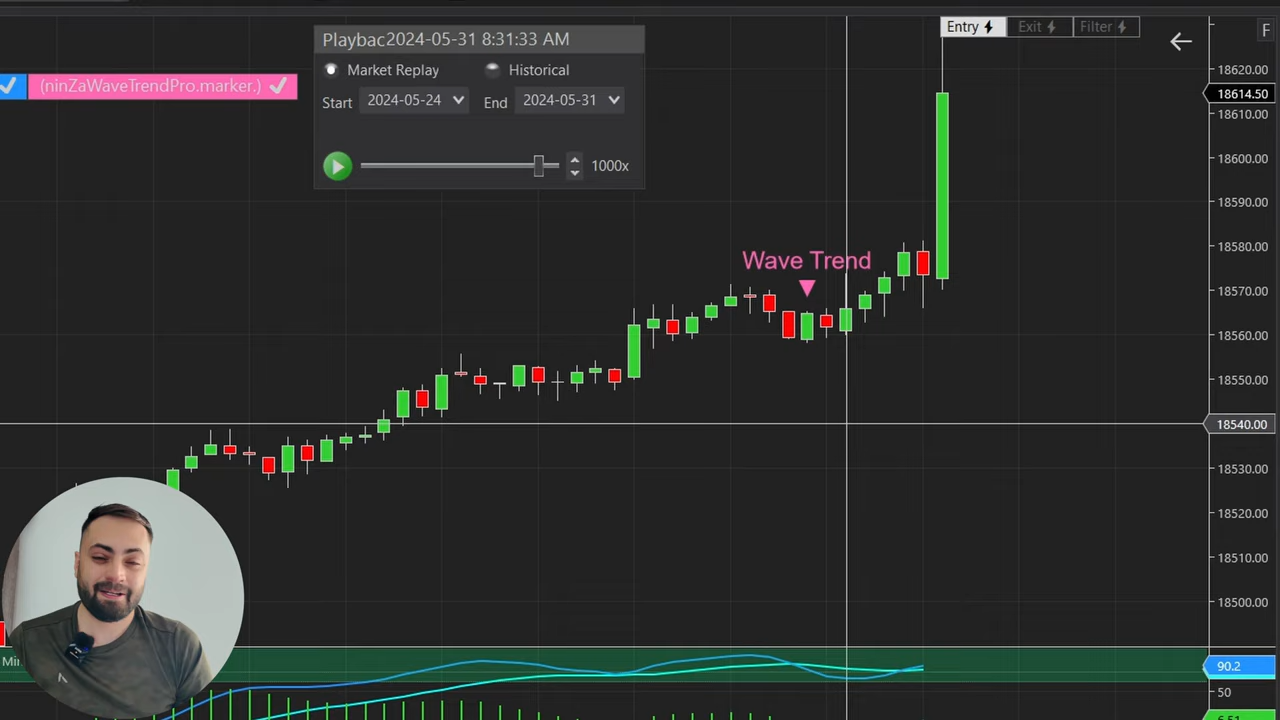 Entry
Exit
Filter
F
Playbac2024-05-31 8:31:33 AM
Market Replay
Historical
Start
2024-05-24
End
2024-05-31
1000x
(ninZaWaveTrendPro.marker.)
Wave Trend
18620.00
18614.50
18610.00
18600.00
18590.00
18580.00
18570.00
18560.00
18550.00
18540.00
18530.00
18520.00
18510.00
18500.00
90.2
50
6.51